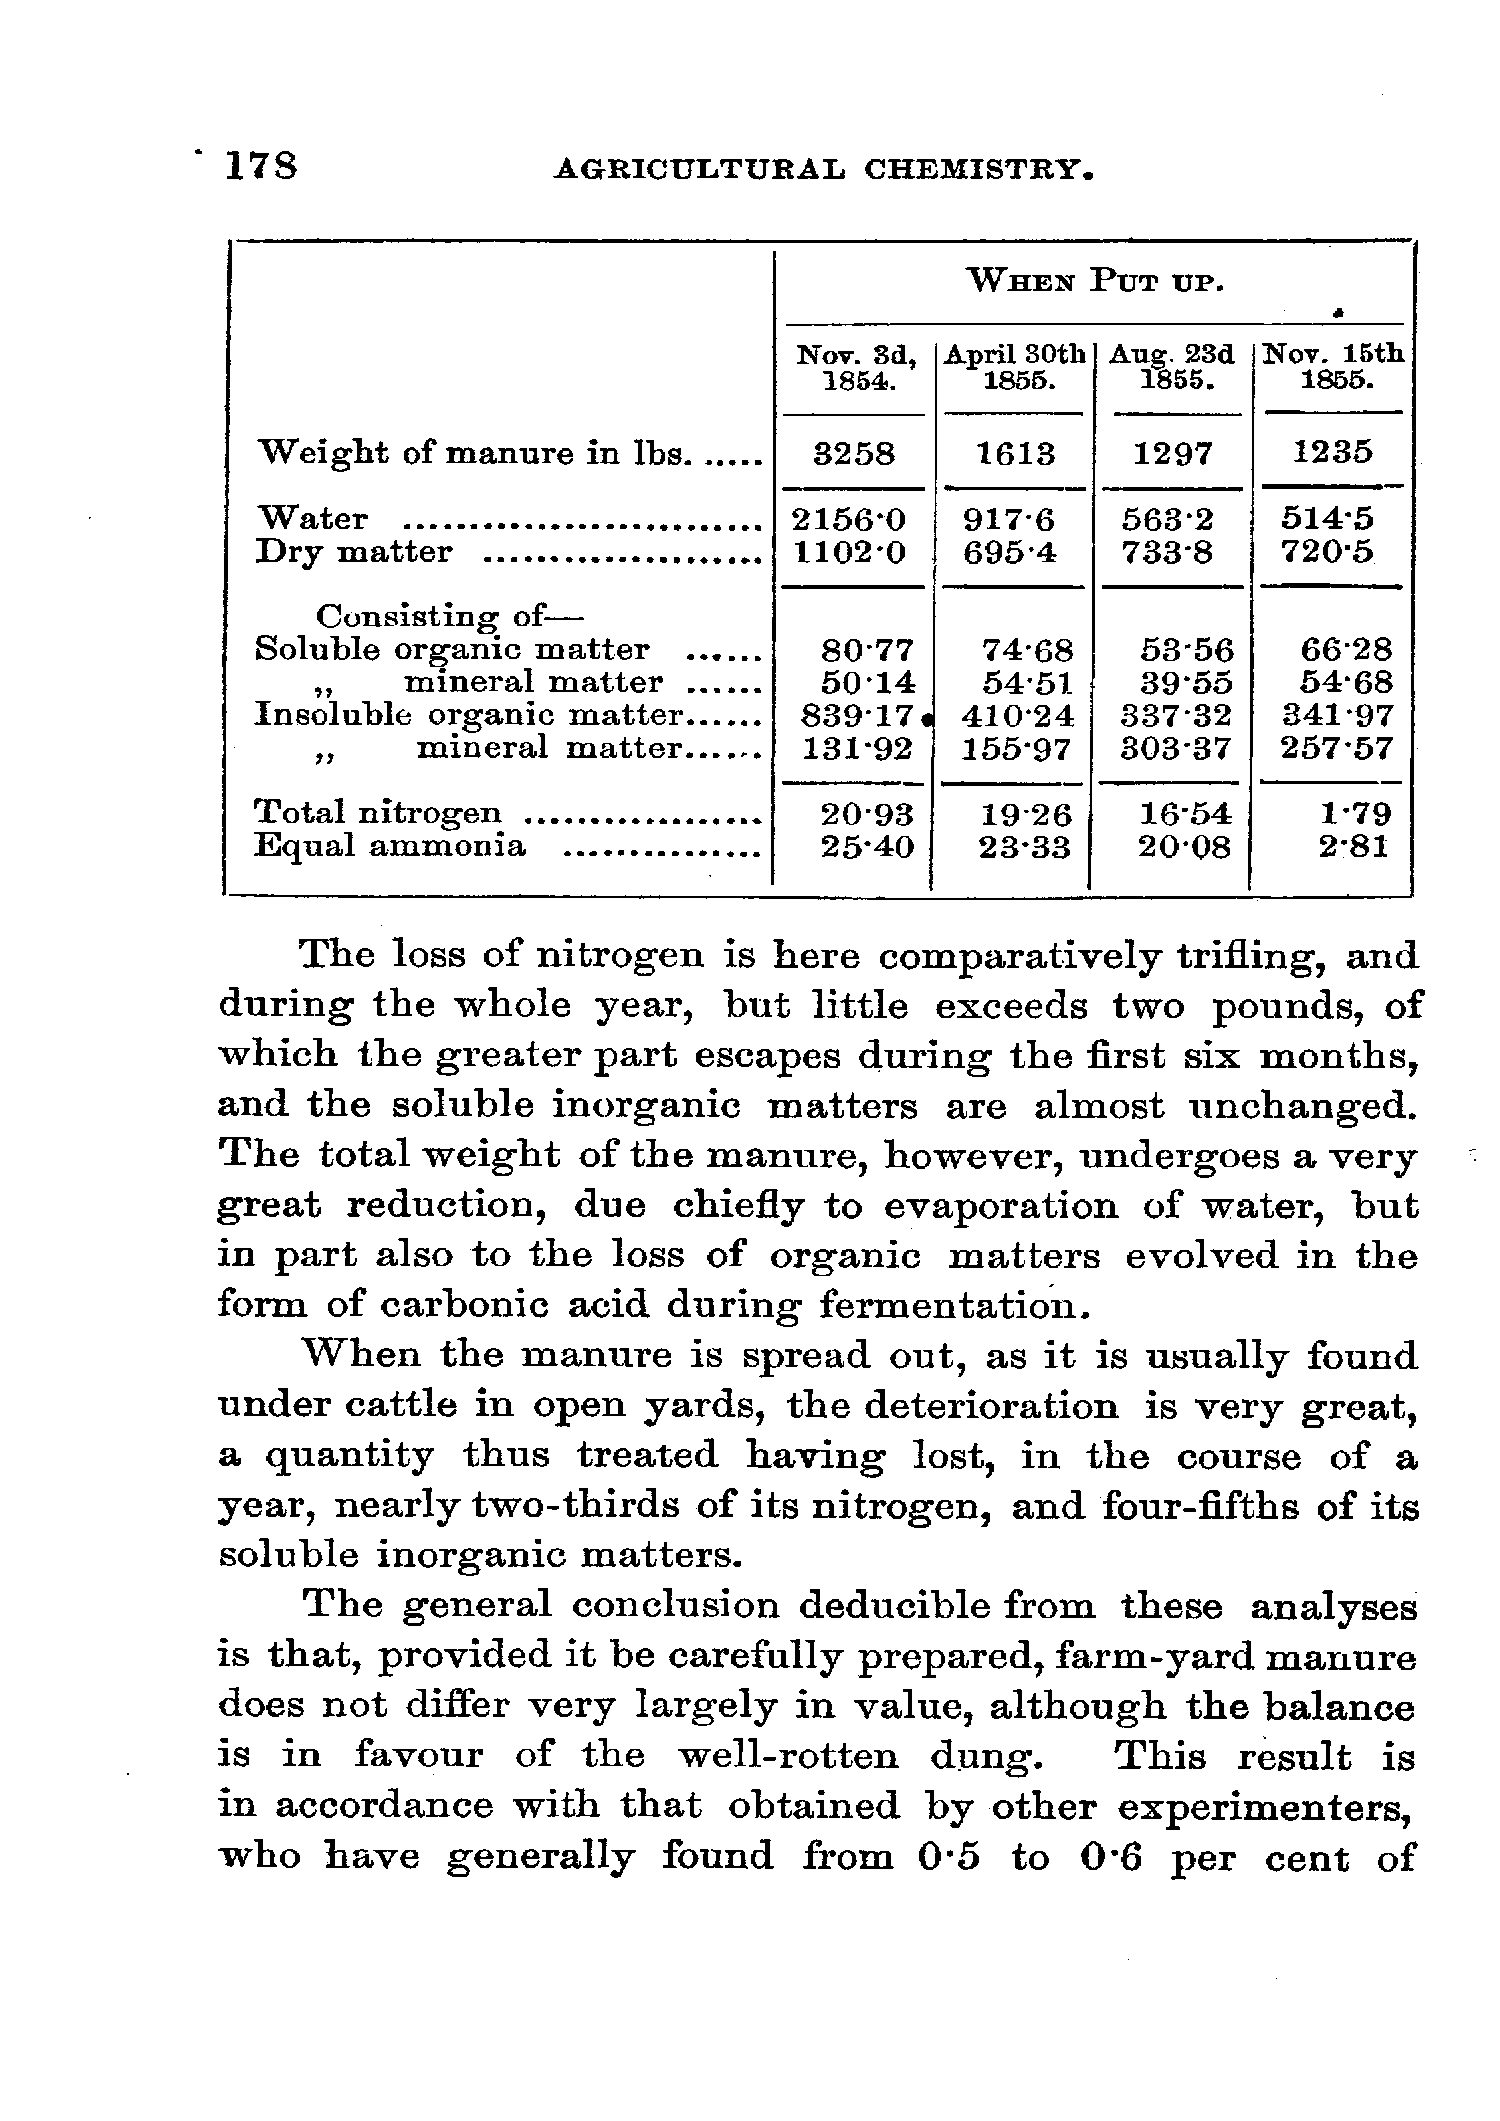 178 AGRICULTURAL CHEMISTRY.
WHEN PUT UP.
Nov. 3d, April 30th Aug. 23d Nov. 15th
1854. 1855. 1855. 1855.
Weight of manure in lbs. ...... 3258 1613 1297 1235
Water ........................... 2156·0 917·6 563·2 514·5
Dry matter ..................... 1102·0 695·4 733·8 720·5
Consisting of—
Soluble organic matter ...... 80·77 74·68 53·56 66·28
„ mineral matter ...... 50·14 54·51 39·55 54·68
Insoluble organic matter...... 839·17 410·24 337·32 341·97
„ mineral matter...... 131·92 155·97 303·37 257·57
Total nitrogen .................. 20·93 19·26 16·54 1·79
Equal ammonia ............... 25·40 23·33 20·08 2·81
The loss of nitrogen is here comparatively trifling, and
during the whole year, but little exceeds two pounds, of
which the greater part escapes during the first six months,
and the soluble inorganic matters are almost unchanged.
The total weight of the manure, however, undergoes a very
great reduction, due chiefly to evaporation of water, but
in part also to the loss of organic matters evolved in the
form of carbonic acid during fermentation.
When the manure is spread out, as it is usually found
under cattle in open yards, the deterioration is very great,
a quantity thus treated having lost, in the course of a
year, nearly two-thirds of its nitrogen, and four-fifths of its
soluble inorganic matters.
The general conclusion deducible from these analyses
is that, provided it be carefully prepared, farm-yard manure
does not differ very largely in value, although the balance
is in favour of the well-rotten dung. This result is
in accordance with that obtained by other experimenters,
who have generally found from 0·5 to 0·6 per cent of